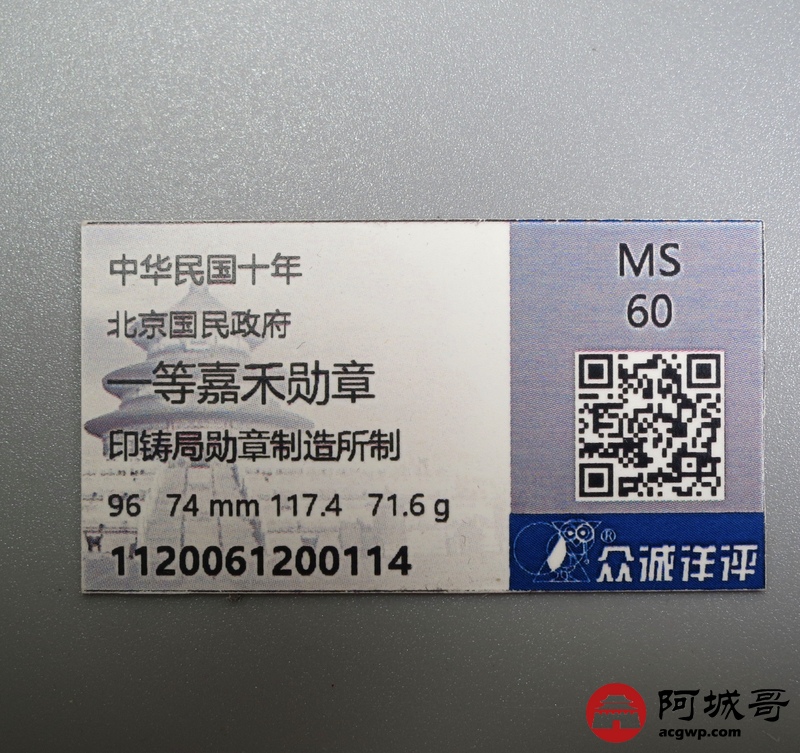 中华民国十年
北京国民政府
一等嘉禾勋章
印铸局勋章制造所制
96 74 mm 117.4 71.6 g
1120061200114
MS
60
® 众诚洋评
阿城哥
acgwp.com